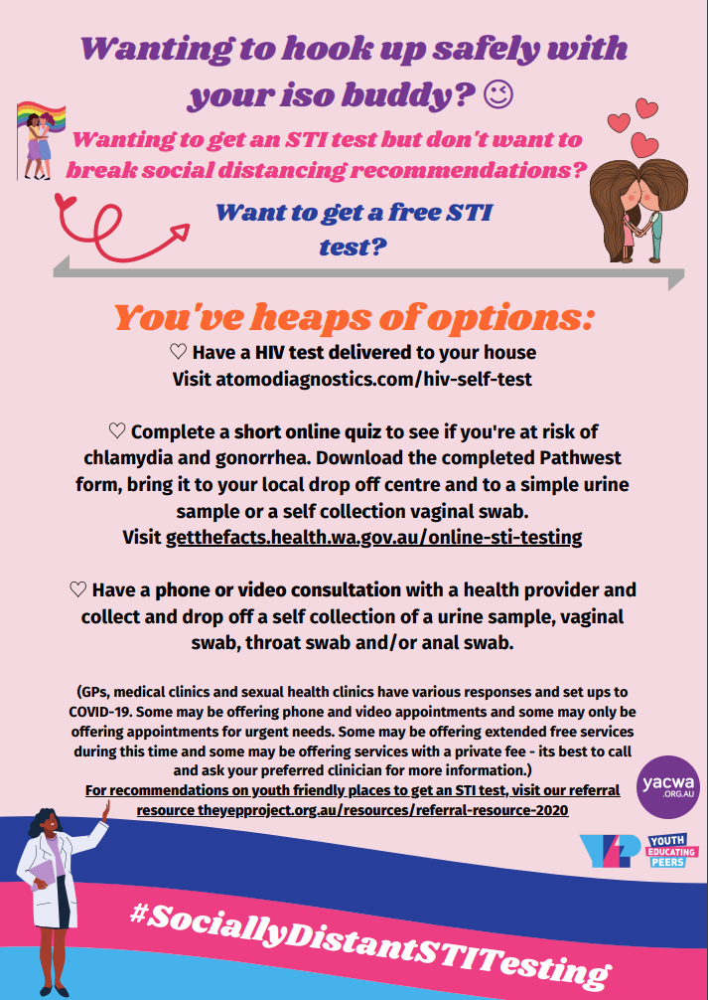 Wanting to hook up safely with
your iso buddy? 😉
Wanting to get an STI test but don't want to
break social distancing recommendations?
Want to get a free STI
test?
You've heaps of options:
♡ Have a HIV test delivered to your house
Visit atomodiagnostics.com/hiv-self-test
♡ Complete a short online quiz to see if you're at risk of
chlamydia and gonorrhea. Download the completed Pathwest
form, bring it to your local drop off centre and to a simple urine
sample or a self collection vaginal swab.
Visit getthefacts.health.wa.gov.au/online-sti-testing
♡ Have a phone or video consultation with a health provider and
collect and drop off a self collection of a urine sample, vaginal
swab, throat swab and/or anal swab.
(GPs, medical clinics and sexual health clinics have various responses and set ups to
COVID-19. Some may be offering phone and video appointments and some may only be
offering appointments for urgent needs. Some may be offering extended free services
during this time and some may be offering services with a private fee - its best to call
and ask your preferred clinician for more information.)
For recommendations on youth friendly places to get an STI test, visit our referral
resource theyepproject.org.au/resources/referral-resource-2020
yacwa
.ORG.AU
YEP
YOUTH
EDUCATING
PEERS
#SociallyDistantSTITesting